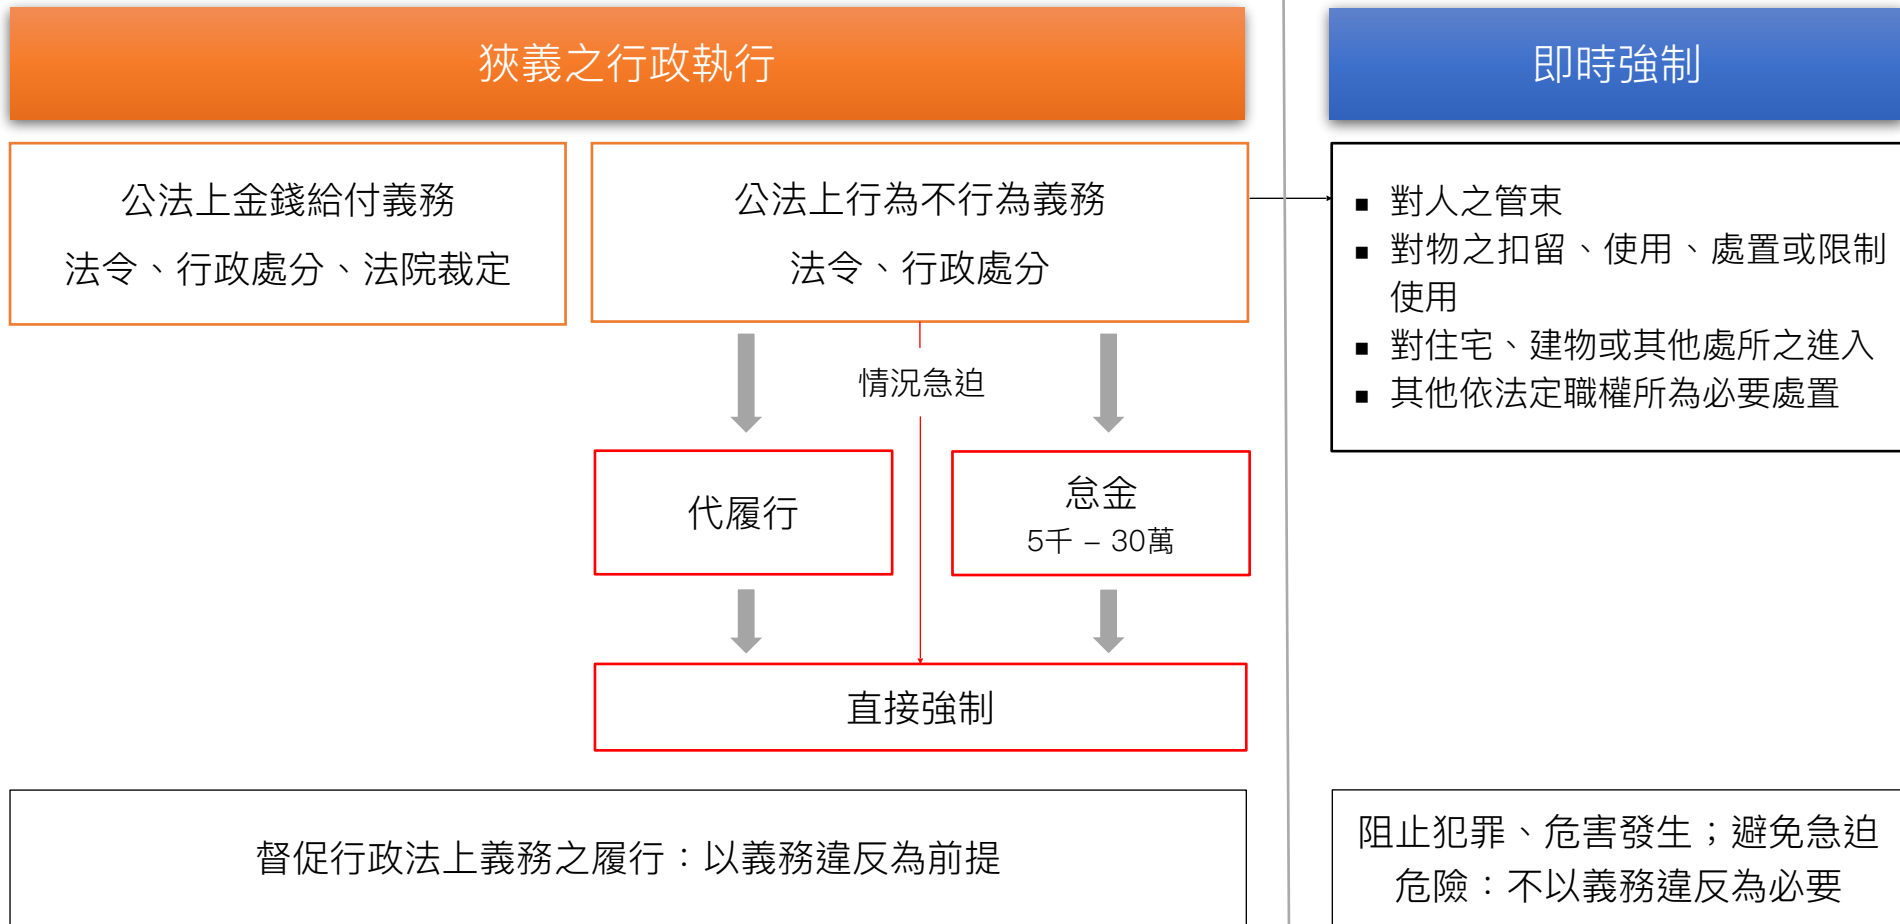 狹義之行政執行
即時強制
公法上金錢給付義務
法令、行政處分、法院裁定
公法上行為不行為義務
法令、行政處分
▪ 對人之管束
▪ 對物之扣留、使用、處置或限制
使用
▪ 對住宅、建物或其他處所之進入
▪ 其他依法定職權所為必要處置
情況急迫
代履行
怠金
5千 – 30萬
直接強制
督促行政法上義務之履行：以義務違反為前提
阻止犯罪、危害發生；避免急迫
危險：不以義務違反為必要